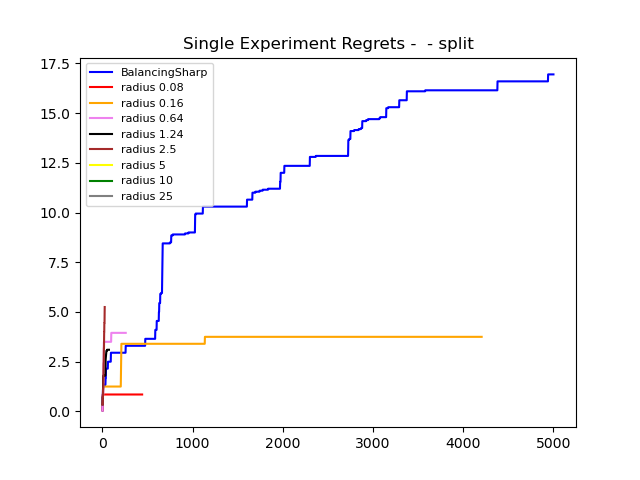 Single Experiment Regrets -  - split
17.5
15.0
12.5
10.0
7.5
5.0
2.5
0.0
BalancingSharp
radius 0.08
radius 0.16
radius 0.64
radius 1.24
radius 2.5
radius 5
radius 10
radius 25
0 1000 2000 3000 4000 5000